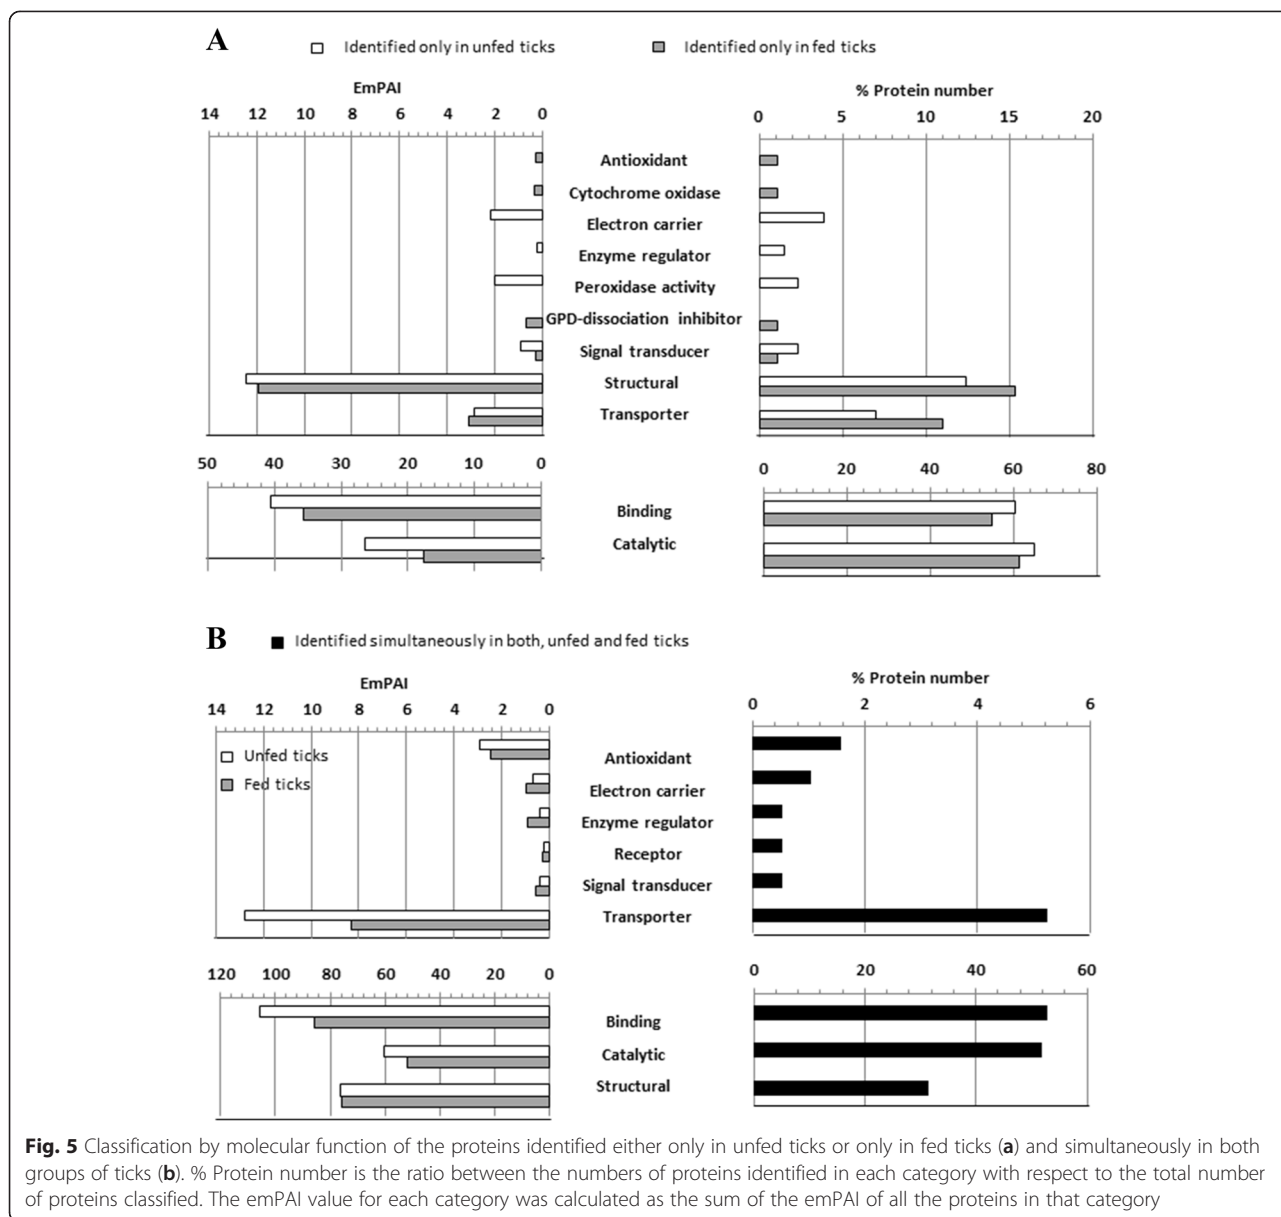 A
Identified only in unfed ticks
Identified only in fed ticks
EmPAI
% Protein number
14 12 10 8 6 4 2 0
0 5 10 15 20
Antioxidant
Cytochrome oxidase
Electron carrier
Enzyme regulator
Peroxidase activity
GPD-dissociation inhibitor
Signal transducer
Structural
Transporter
50 40 30 20 10 0
0 20 40 60 80
Binding
Catalytic
B
Identified simultaneously in both, unfed and fed ticks
EmPAI
% Protein number
14 12 10 8 6 4 2 0
0 2 4 6
Unfed ticks
Fed ticks
Antioxidant
Electron carrier
Enzyme regulator
Receptor
Signal transducer
Transporter
120 100 80 60 40 20 0
0 20 40 60
Binding
Catalytic
Structural
Fig. 5 Classification by molecular function of the proteins identified either only in unfed ticks or only in fed ticks (a) and simultaneously in both
groups of ticks (b). % Protein number is the ratio between the numbers of proteins identified in each category with respect to the total number
of proteins classified. The emPAI value for each category was calculated as the sum of the emPAI of all the proteins in that category